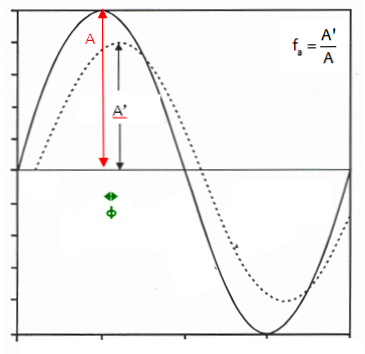 A
A'
fₐ = A'/A
ϕ